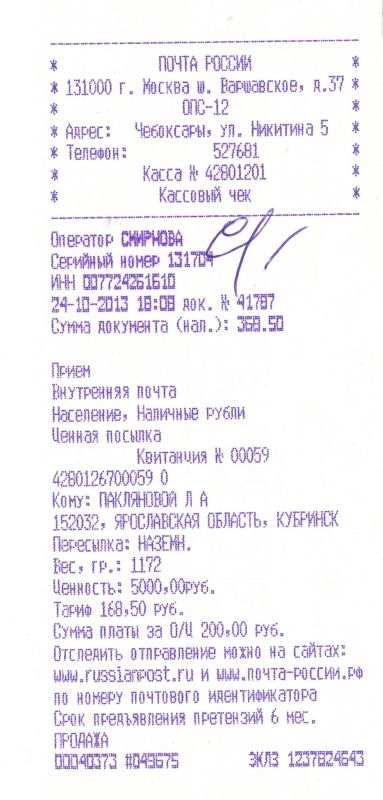 * ПОЧТА РОССИИ *
* 131000 г. Москва ш. Варшавское, д.37 *
* ОПС-12 *
* Адрес: Чебоксары, ул. Никитина 5 *
* Телефон: 527681 *
* Касса № 42801201 *
* Кассовый чек *
Оператор СМИРНОВА
Серийный номер 131704
ИНН 007724261610
24-10-2013 18:08 док. № 41787
Сумма документа (нал.): 368.50
Прием
Внутренняя почта
Население, Наличные рубли
Ценная посылка
Квитанция № 00059
4280126700059 0
Кому: ПАКЛЯНОВОЙ Л А
152032, ЯРОСЛАВСКАЯ ОБЛАСТЬ, КУБРИНСК
Пересылка: НАЗЕМН.
Вес, гр.: 1172
Ценность: 5000,00руб.
Тариф 168,50 руб.
Сумма платы за О/Ц 200,00 руб.
Отследить отправление можно на сайтах:
www.russianpost.ru и www.почта-россии.рф
по номеру почтового идентификатора
Срок предъявления претензий 6 мес.
ПРОДАЖА
00040373 #049675 ЭКЛЗ 1237824643